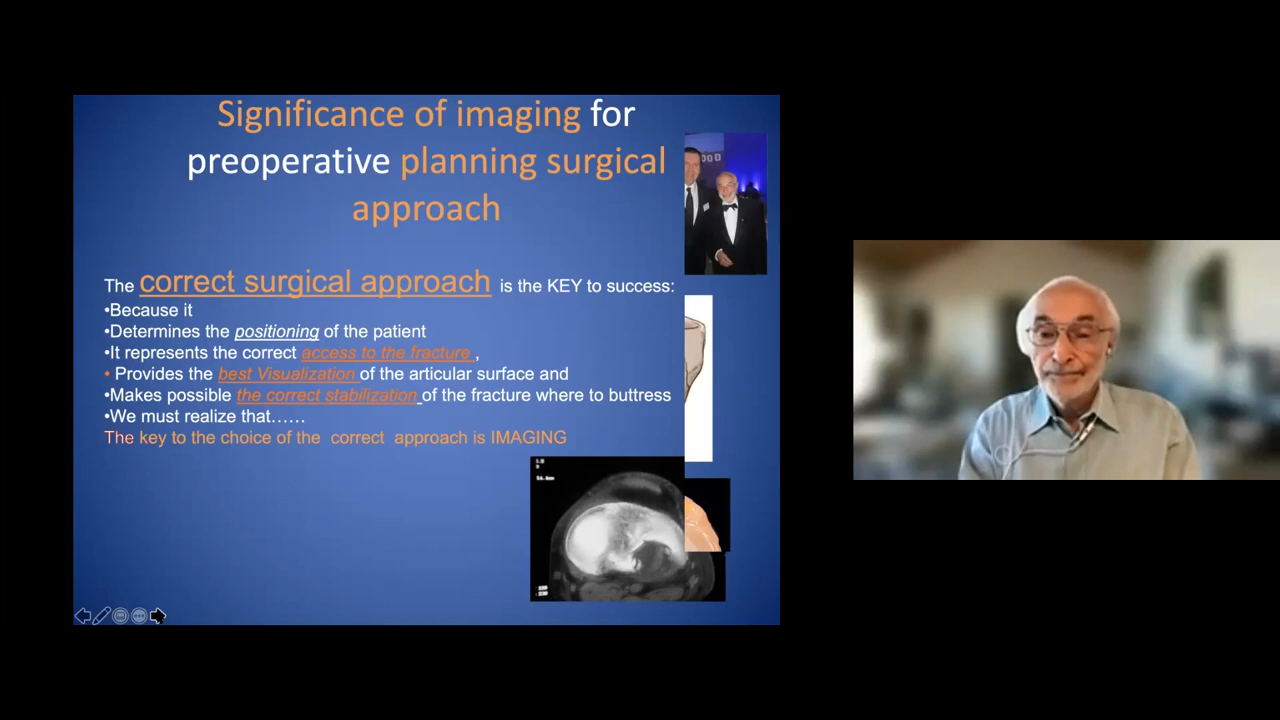 Significance of imaging for
preoperative planning surgical
approach
The correct surgical approach is the KEY to success:
•Because it
•Determines the positioning of the patient
•It represents the correct access to the fracture ,
• Provides the best Visualization of the articular surface and
•Makes possible the correct stabilization of the fracture where to buttress
•We must realize that……
The key to the choice of the correct approach is IMAGING